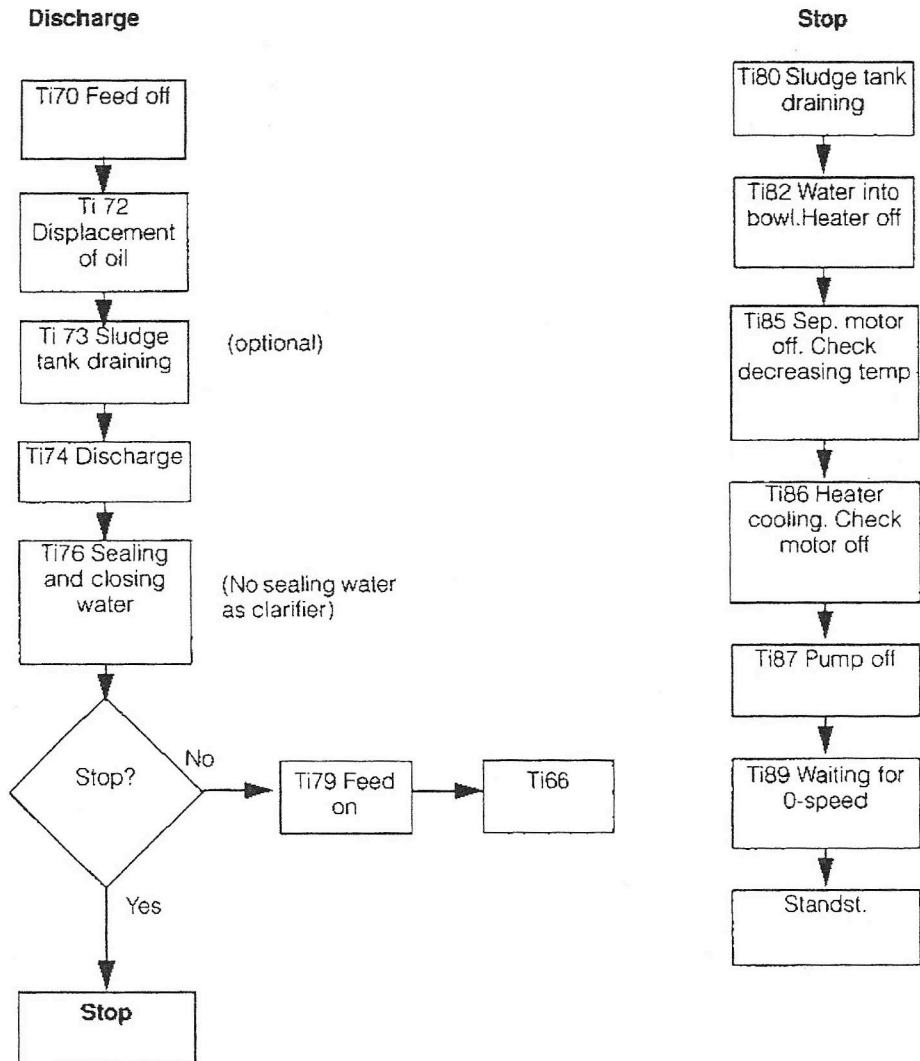 Discharge
Ti70 Feed off
Ti 72
Displacement
of oil
Ti 73 Sludge
tank draining
(optional)
Ti74 Discharge
Ti76 Sealing
and closing
water
(No sealing water
as clarifier)
Stop?
No
Ti79 Feed
on
Ti66
Yes
Stop
Stop
Ti80 Sludge tank
draining
Ti82 Water into
bowl.Heater off
Ti85 Sep. motor
off. Check
decreasing temp
Ti86 Heater
cooling. Check
motor off
Ti87 Pump off
Ti89 Waiting for
0-speed
Standst.